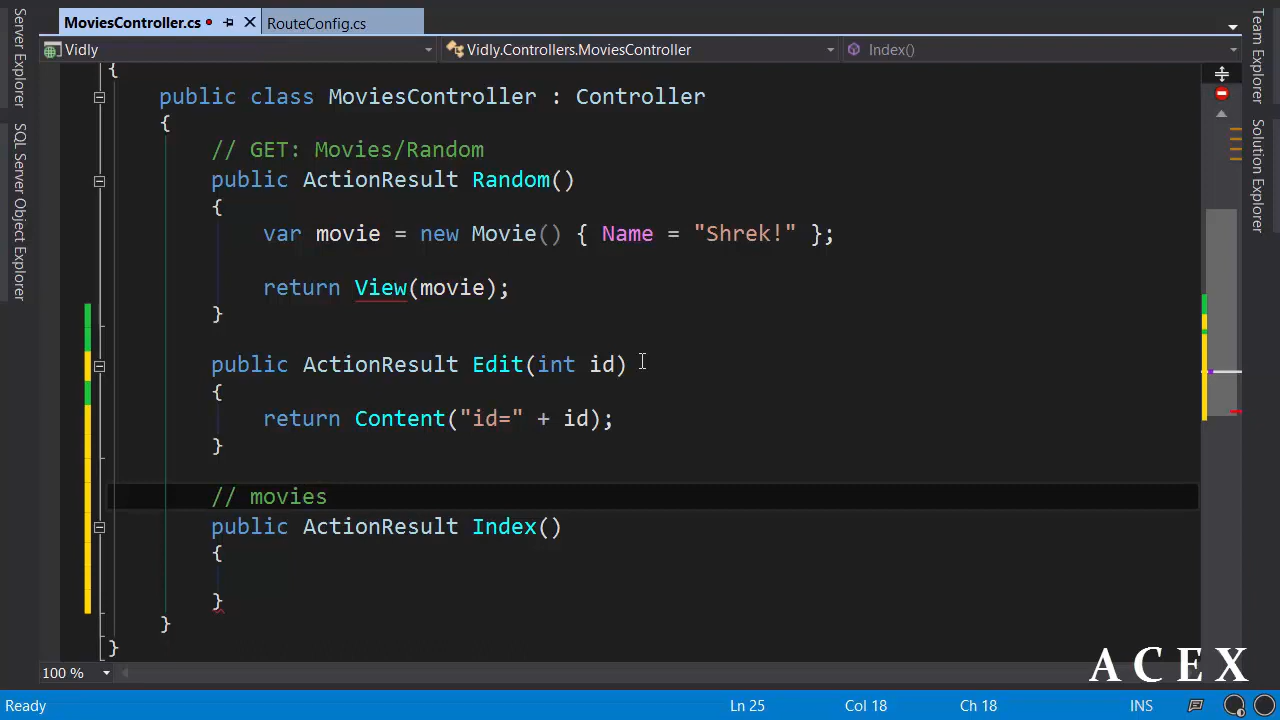 MoviesController.cs
RouteConfig.cs
Vidly
Vidly.Controllers.MoviesController
Index()
Server Explorer
SQL Server Object Explorer
Team Explorer
Solution Explorer
{
public class MoviesController : Controller
{
// GET: Movies/Random
public ActionResult Random()
{
var movie = new Movie() { Name = "Shrek!" };
return View(movie);
}
public ActionResult Edit(int id)
{
return Content("id=" + id);
}
// movies
public ActionResult Index()
{
}
}
}
ACEX
100 %
Ready
Ln 25
Col 18
Ch 18
INS